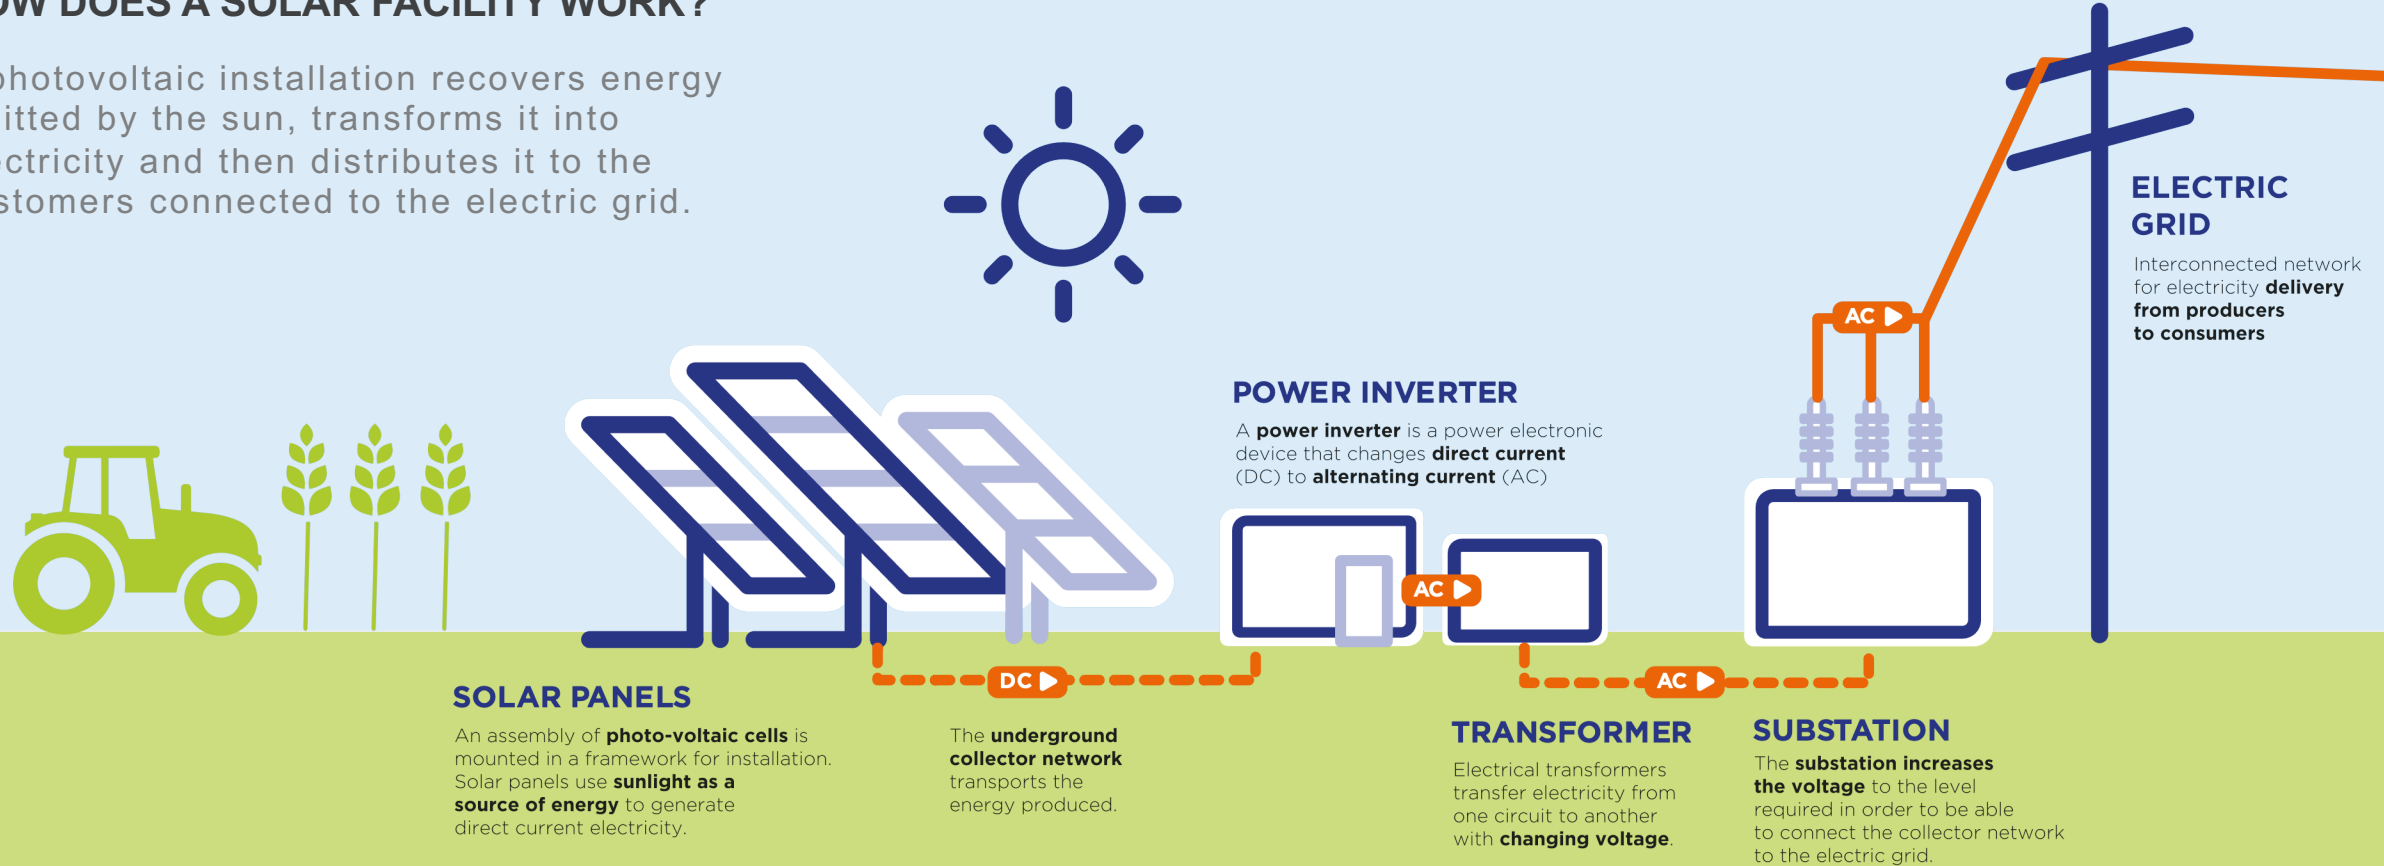 OW DOES A SOLAR FACILITY WORK?
photovoltaic installation recovers energy
itted by the sun, transforms it into
ectricity and then distributes it to the
stomers connected to the electric grid.
ELECTRIC
GRID
Interconnected network
for electricity delivery
from producers
to consumers
AC
POWER INVERTER
A power inverter is a power electronic
device that changes direct current
(DC) to alternating current (AC)
AC
DC
AC
SOLAR PANELS
An assembly of photo-voltaic cells is
mounted in a framework for installation.
Solar panels use sunlight as a
source of energy to generate
direct current electricity.
The underground
collector network
transports the
energy produced.
TRANSFORMER
Electrical transformers
transfer electricity from
one circuit to another
with changing voltage.
SUBSTATION
The substation increases
the voltage to the level
required in order to be able
to connect the collector network
to the electric grid.